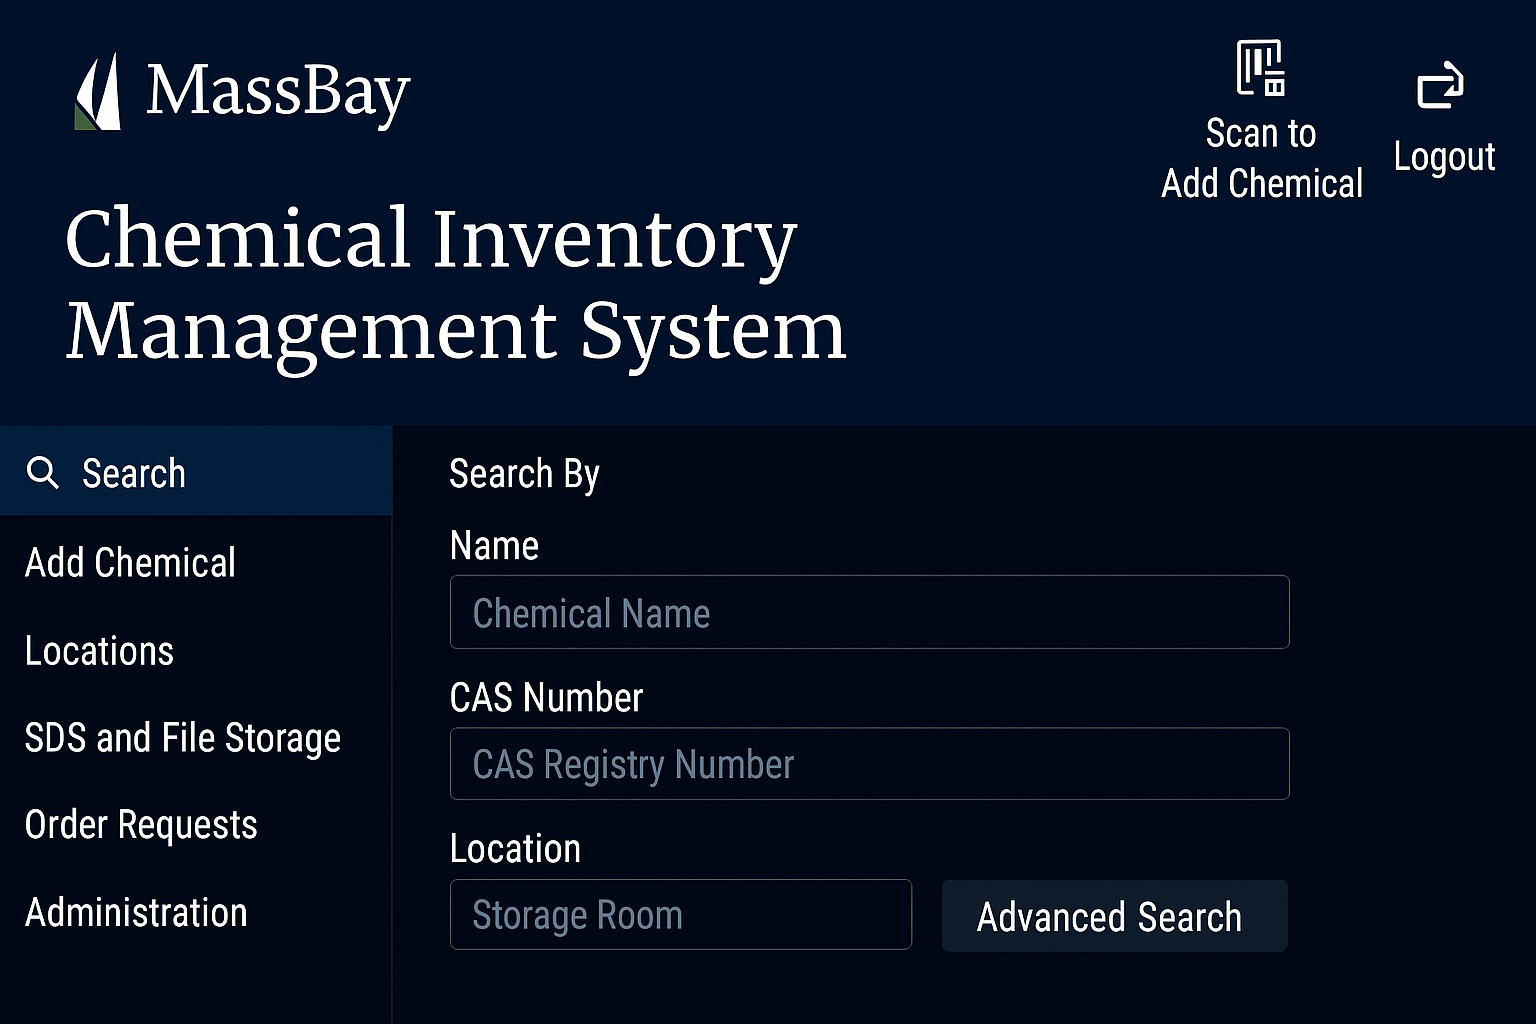 MassBay
Scan to
Add Chemical
Logout
Chemical Inventory
Management System
Search
Add Chemical
Locations
SDS and File Storage
Order Requests
Administration
Search By
Name
Chemical Name
CAS Number
CAS Registry Number
Location
Storage Room
Advanced Search